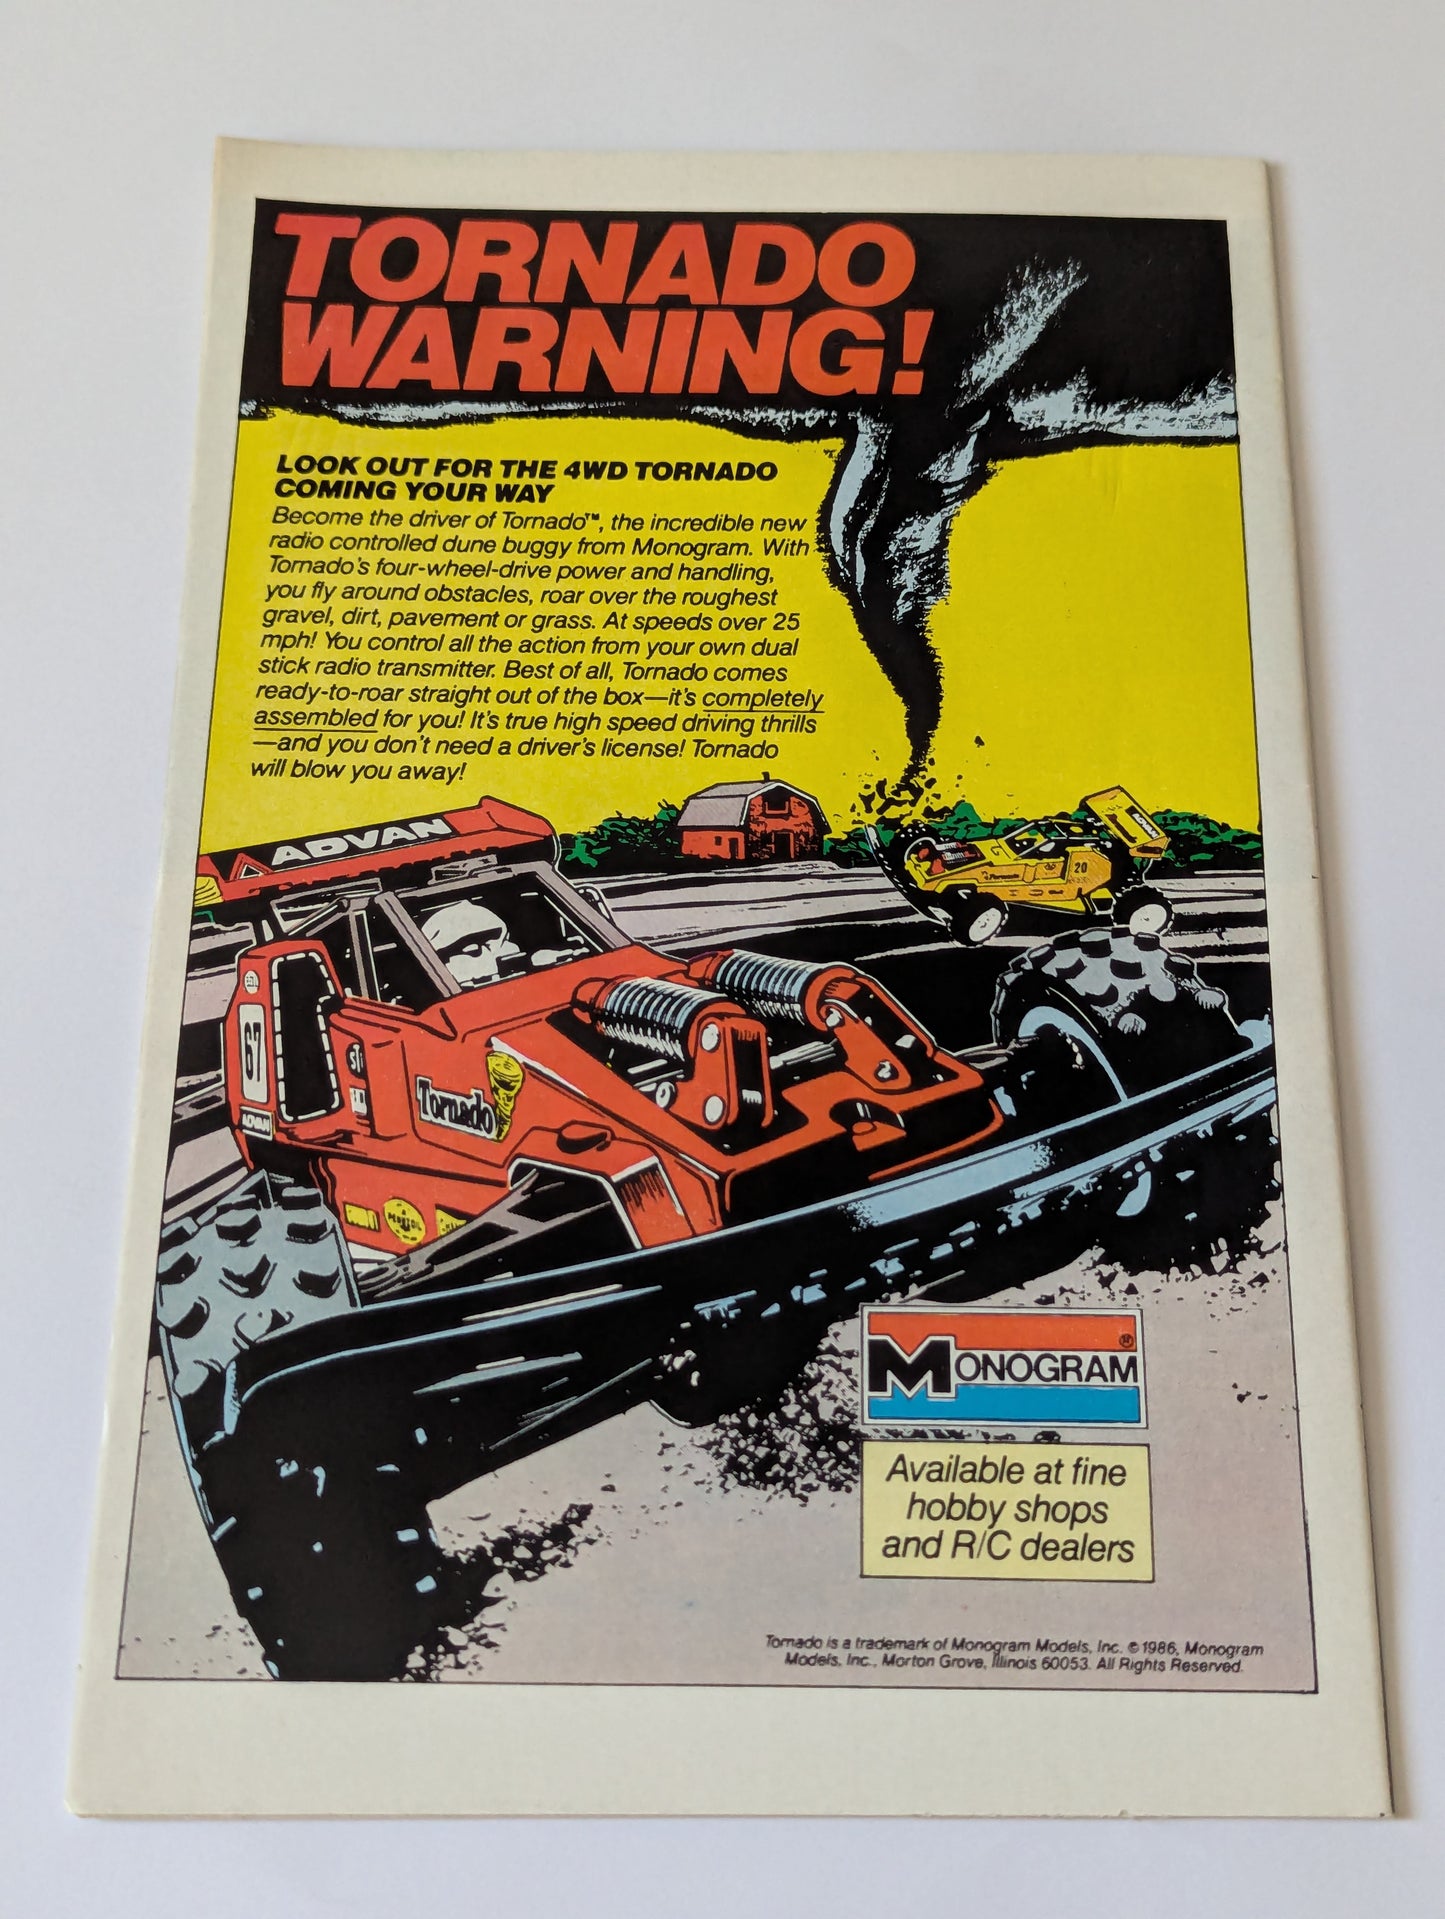 TORNADO
WARNING!
LOOK OUT FOR THE 4WD TORNADO
COMING YOUR WAY
Become the driver of Tornado™, the incredible new
radio controlled dune buggy from Monogram. With
Tornado's four-wheel-drive power and handling,
you fly around obstacles, roar over the roughest
gravel, dirt, pavement or grass. At speeds over 25
mph! You control all the action from your own dual
stick radio transmitter. Best of all, Tornado comes
ready-to-roar straight out of the box—it's completely
assembled for you! It's true high speed driving thrills
—and you don't need a driver's license! Tornado
will blow you away!
ADVAN
ADVAN
20
67
Tornado
ADVAN
MONOGRAM®
Available at fine
hobby shops
and R/C dealers
Tornado is a trademark of Monogram Models, Inc. © 1986, Monogram
Models, Inc., Morton Grove, Illinois 60053. All Rights Reserved.